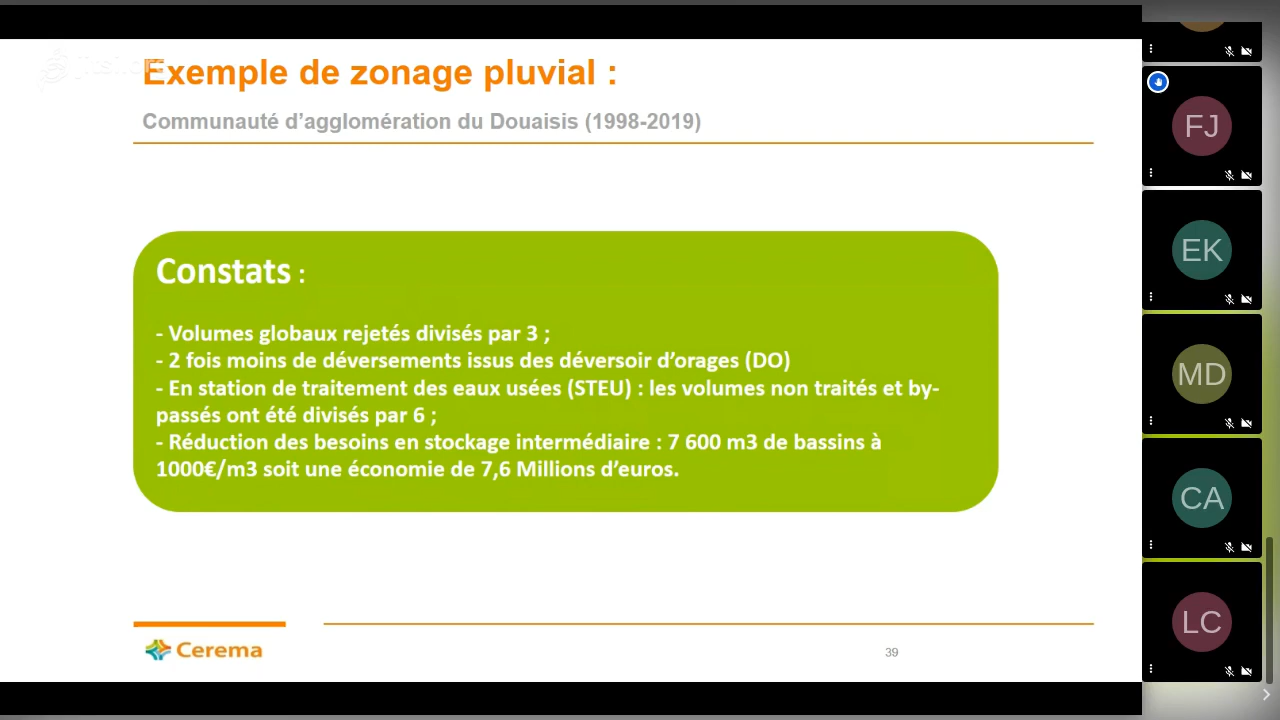 Exemple de zonage pluvial :
Communauté d'agglomération du Douaisis (1998-2019)
Constats :
- Volumes globaux rejetés divisés par 3 ;
- 2 fois moins de déversements issus des déversoir d'orages (DO)
- En station de traitement des eaux usées (STEU) : les volumes non traités et by-
passés ont été divisés par 6 ;
- Réduction des besoins en stockage intermédiaire : 7 600 m3 de bassins à
1000€/m3 soit une économie de 7,6 Millions d'euros.
Cerema
39
FJ
EK
MD
CA
LC